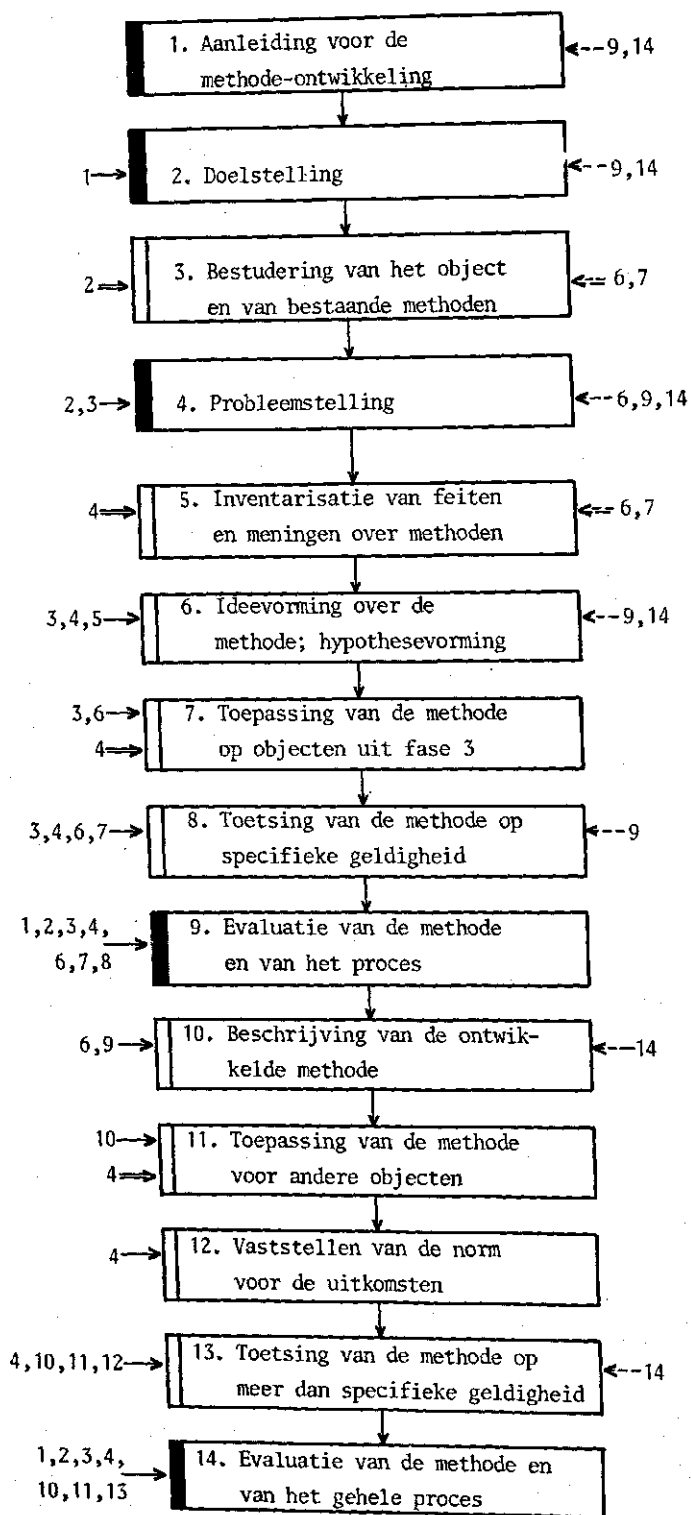 1. Aanleiding voor de
methode-ontwikkeling
9,14
1
2. Doelstelling
9,14
2
3. Bestudering van het object
en van bestaande methoden
6,7
2,3
4. Probleemstelling
6,9,14
4
5. Inventarisatie van feiten
en meningen over methoden
6,7
3,4,5
6. Ideevorming over de
methode; hypothesevorming
9,14
3,6
4
7. Toepassing van de methode
op objecten uit fase 3
3,4,6,7
8. Toetsing van de methode op
specifieke geldigheid
9
1,2,3,4,
6,7,8
9. Evaluatie van de methode
en van het proces
6,9
10. Beschrijving van de ontwik-
kelde methode
14
10
4
11. Toepassing van de methode
voor andere objecten
4
12. Vaststellen van de norm
voor de uitkomsten
4,10,11,12
13. Toetsing van de methode op
meer dan specifieke geldigheid
14
1,2,3,4,
10,11,13
14. Evaluatie van de methode en
van het gehele proces